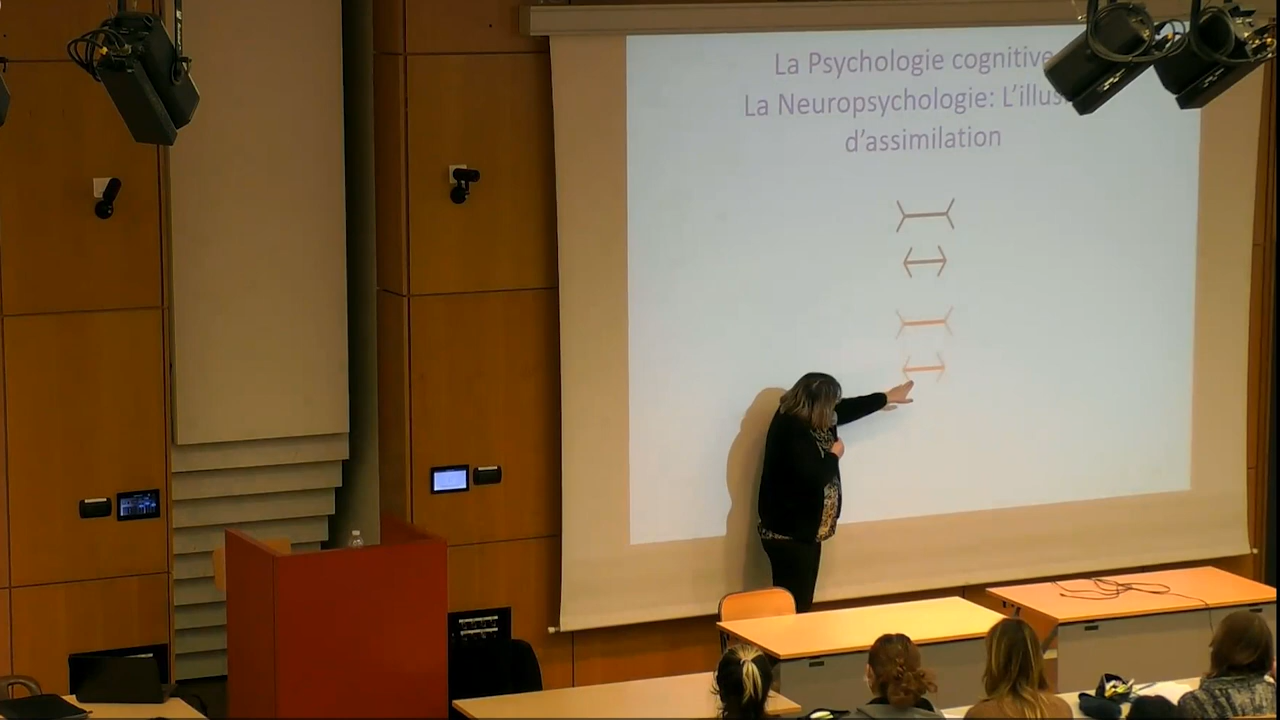 La Psychologie cognitive
La Neuropsychologie: L'illus
d'assimilation